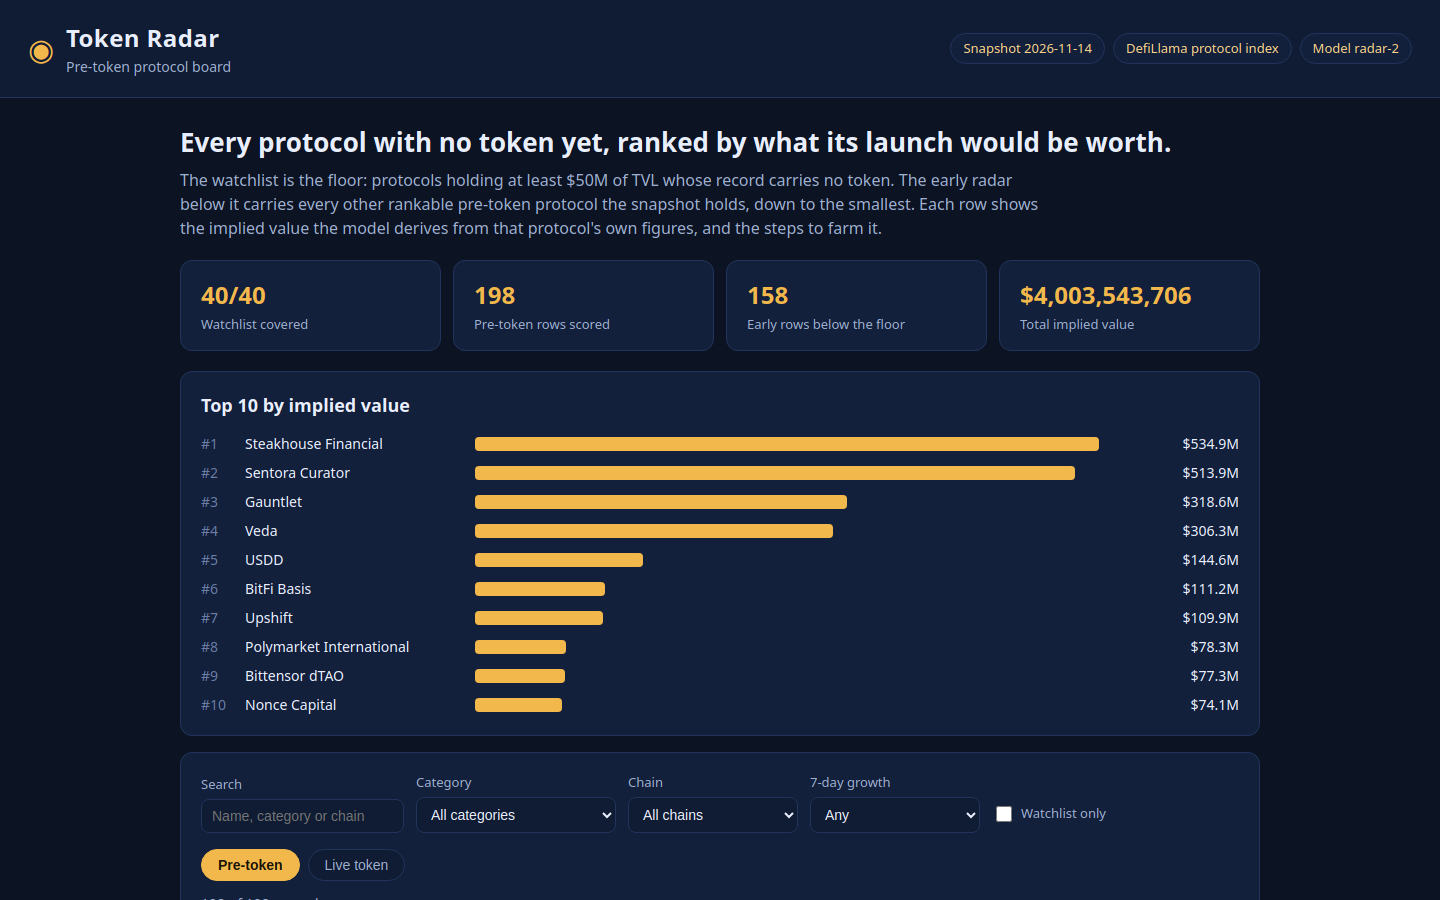 Token Radar
Pre-token protocol board
Snapshot 2026-11-14
DefiLlama protocol index
Model radar-2
Every protocol with no token yet, ranked by what its launch would be worth.
The watchlist is the floor: protocols holding at least $50M of TVL whose record carries no token. The early radar
below it carries every other rankable pre-token protocol the snapshot holds, down to the smallest. Each row shows
the implied value the model derives from that protocol's own figures, and the steps to farm it.
40/40
Watchlist covered
198
Pre-token rows scored
158
Early rows below the floor
$4,003,543,706
Total implied value
Top 10 by implied value
#1 Steakhouse Financial $534.9M
#2 Sentora Curator $513.9M
#3 Gauntlet $318.6M
#4 Veda $306.3M
#5 USDD $144.6M
#6 BitFi Basis $111.2M
#7 Upshift $109.9M
#8 Polymarket International $78.3M
#9 Bittensor dTAO $77.3M
#10 Nonce Capital $74.1M
Search
Name, category or chain
Category
All categories
Chain
All chains
7-day growth
Any
Watchlist only
Pre-token
Live token